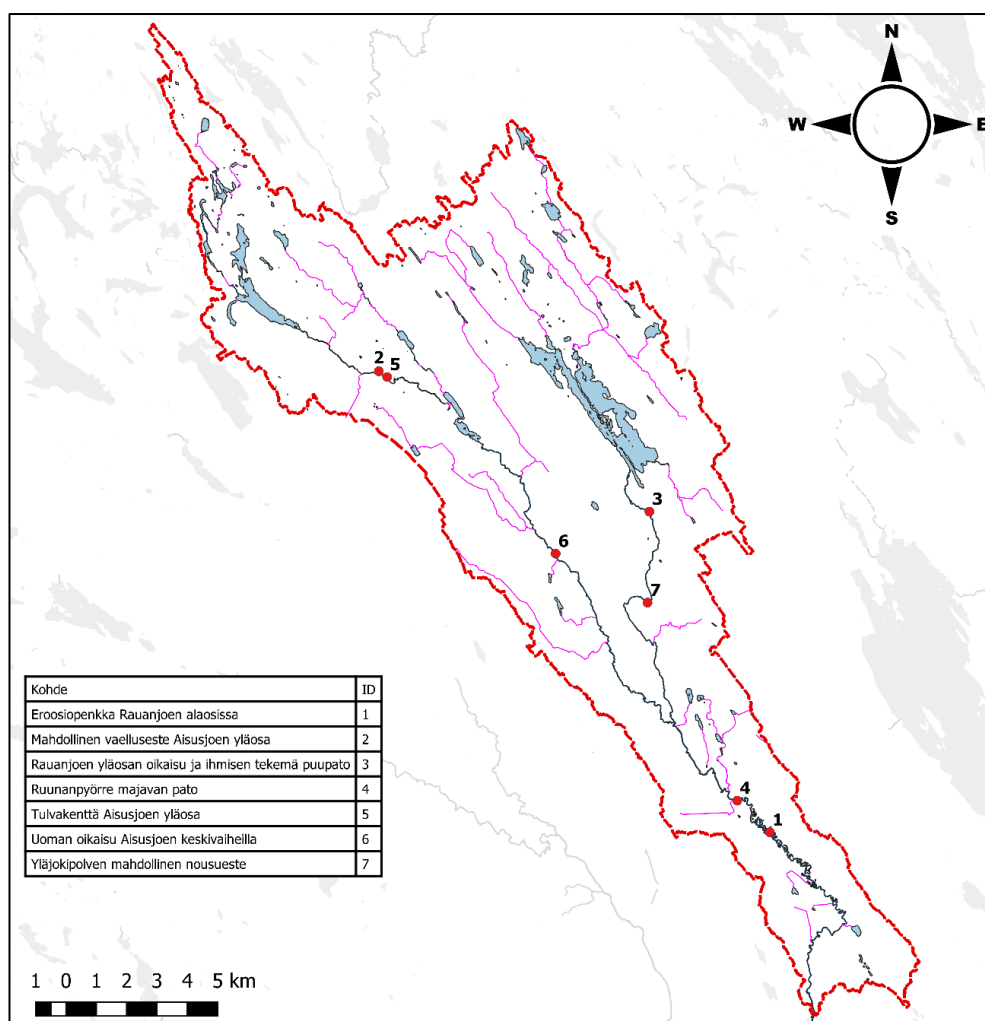 N
W E
S
2
5
3
6
7
4
1
Kohde ID
Eroosiopenkka Rauanjoen alaosissa 1
Mahdollinen vaelluseste Aisusjoen yläosa 2
Rauanjoen yläosan oikaisu ja ihmisen tekemä puupato 3
Ruunanpyörre majavan pato 4
Tulvakenttä Aisusjoen yläosa 5
Uoman oikaisu Aisusjoen keskivaiheilla 6
Yläjokipolven mahdollinen nousueste 7
1 0 1 2 3 4 5 km